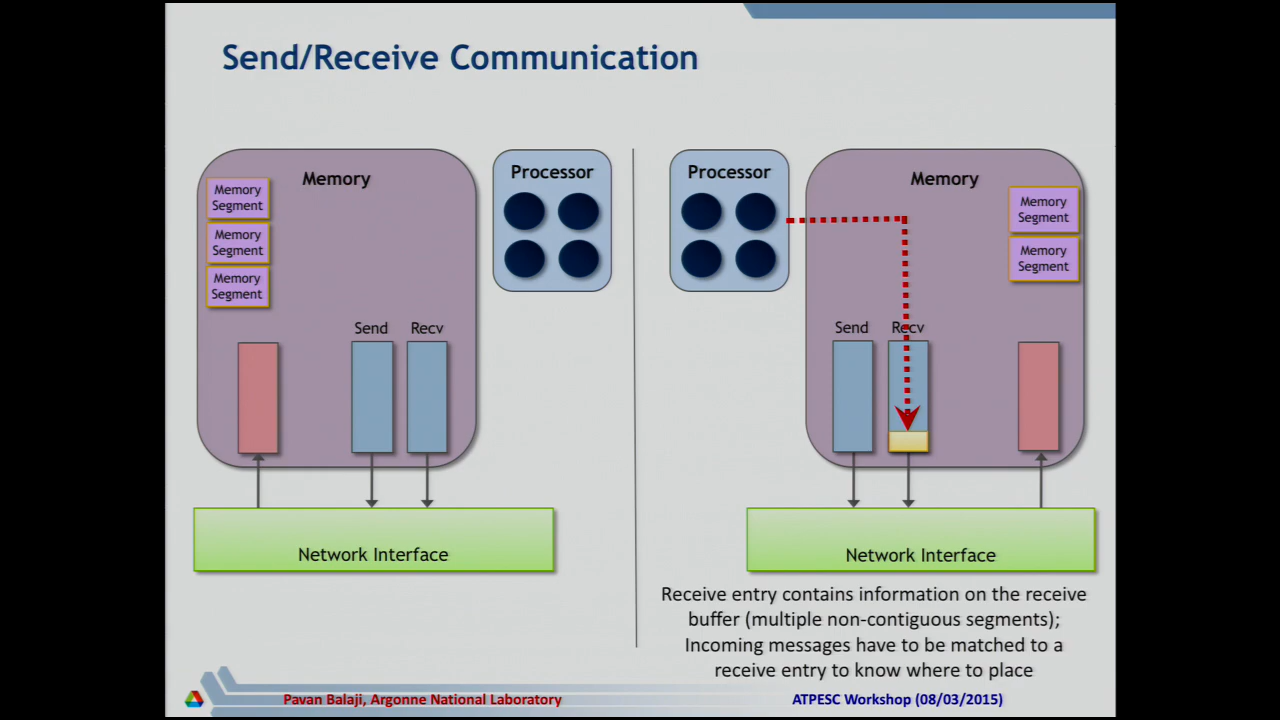 Send/Receive Communication
Memory
Processor
Memory
Segment
Memory
Segment
Memory
Segment
Send Recv
Network Interface
Processor
Memory
Memory
Segment
Memory
Segment
Send Recv
Network Interface
Receive entry contains information on the receive
buffer (multiple non-contiguous segments);
Incoming messages have to be matched to a
receive entry to know where to place
Pavan Balaji, Argonne National Laboratory
ATPESC Workshop (08/03/2015)